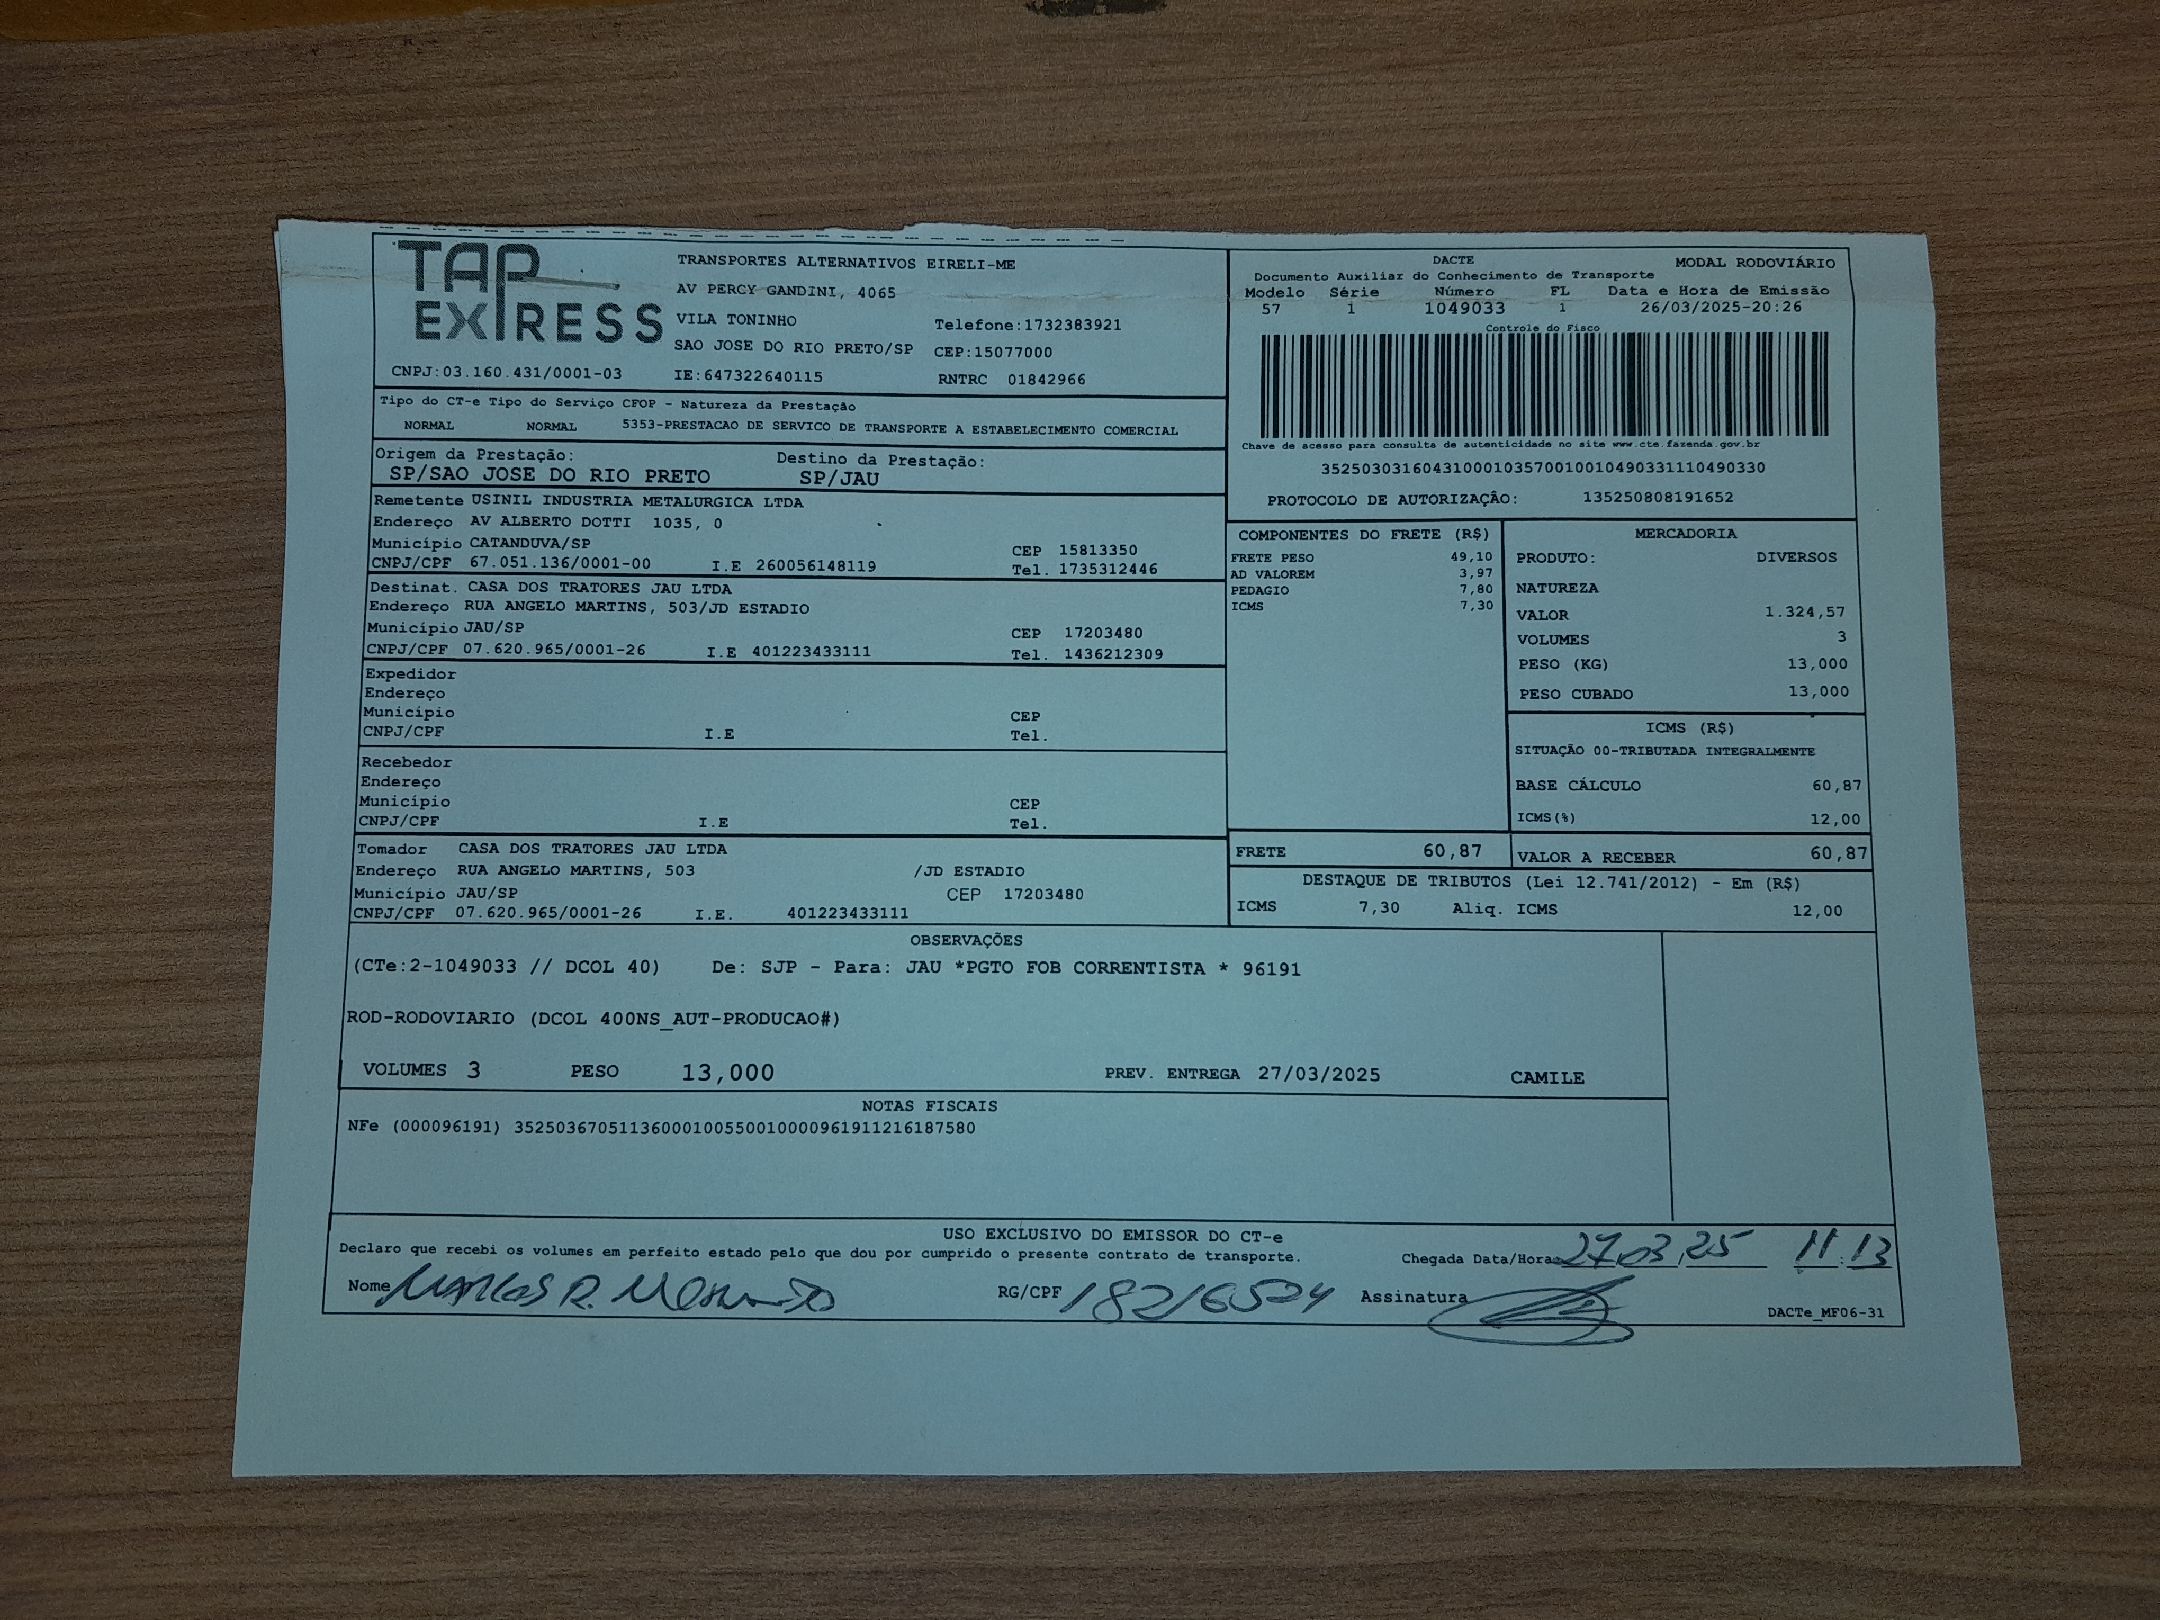 TAP
EXPRESS
TRANSPORTES ALTERNATIVOS EIRELI-ME
AV PERCY GANDINI, 4065
VILA TONINHO Telefone:1732383921
SAO JOSE DO RIO PRETO/SP CEP:15077000
CNPJ:03.160.431/0001-03 IE:647322640115 RNTRC 01842966
DACTE MODAL RODOVIÁRIO
Documento Auxiliar do Conhecimento de Transporte
Modelo Série Número FL Data e Hora de Emissão
57 1 1049033 1 26/03/2025-20:26
Controle do Fisco
Chave de acesso para consulta de autenticidade no site www.cte.fazenda.gov.br
35250303160431000103570010010490331110490330
PROTOCOLO DE AUTORIZAÇÃO: 135250808191652
Tipo do CT-e Tipo do Serviço CFOP - Natureza da Prestação
NORMAL NORMAL 5353-PRESTACAO DE SERVICO DE TRANSPORTE A ESTABELECIMENTO COMERCIAL
Origem da Prestação: Destino da Prestação:
SP/SAO JOSE DO RIO PRETO SP/JAU
Remetente USINIL INDUSTRIA METALURGICA LTDA
Endereço AV ALBERTO DOTTI 1035, 0
Município CATANDUVA/SP CEP 15813350
CNPJ/CPF 67.051.136/0001-00 I.E 260056148119 Tel. 1735312446
Destinat. CASA DOS TRATORES JAU LTDA
Endereço RUA ANGELO MARTINS, 503/JD ESTADIO
Município JAU/SP CEP 17203480
CNPJ/CPF 07.620.965/0001-26 I.E 401223433111 Tel. 1436212309
Expedidor
Endereço
Município CEP
CNPJ/CPF I.E Tel.
Recebedor
Endereço
Município CEP
CNPJ/CPF I.E Tel.
Tomador CASA DOS TRATORES JAU LTDA
Endereço RUA ANGELO MARTINS, 503 /JD ESTADIO
Município JAU/SP CEP 17203480
CNPJ/CPF 07.620.965/0001-26 I.E. 401223433111
COMPONENTES DO FRETE (R$)
FRETE PESO 49,10
AD VALOREM 3,97
PEDAGIO 7,80
ICMS 7,30
MERCADORIA
PRODUTO: DIVERSOS
NATUREZA
VALOR 1.324,57
VOLUMES 3
PESO (KG) 13,000
PESO CUBADO 13,000
ICMS (R$)
SITUAÇÃO 00-TRIBUTADA INTEGRALMENTE
BASE CÁLCULO 60,87
ICMS(%) 12,00
FRETE 60,87 VALOR A RECEBER 60,87
DESTAQUE DE TRIBUTOS (Lei 12.741/2012) - Em (R$)
ICMS 7,30 Aliq. ICMS 12,00
OBSERVAÇÕES
(CTe:2-1049033 // DCOL 40) De: SJP - Para: JAU *PGTO FOB CORRENTISTA * 96191
ROD-RODOVIARIO (DCOL 400NS_AUT-PRODUCAO#)
VOLUMES 3 PESO 13,000 PREV. ENTREGA 27/03/2025 CAMILE
NOTAS FISCAIS
NFe (000096191) 35250367051136000100550010000961911216187580
USO EXCLUSIVO DO EMISSOR DO CT-e
Declaro que recebi os volumes em perfeito estado pelo que dou por cumprido o presente contrato de transporte. Chegada Data/Hora 27.03.25 11:13
Nome Marcos R. RG/CPF 18216524 Assinatura
DACTe_MF06-31